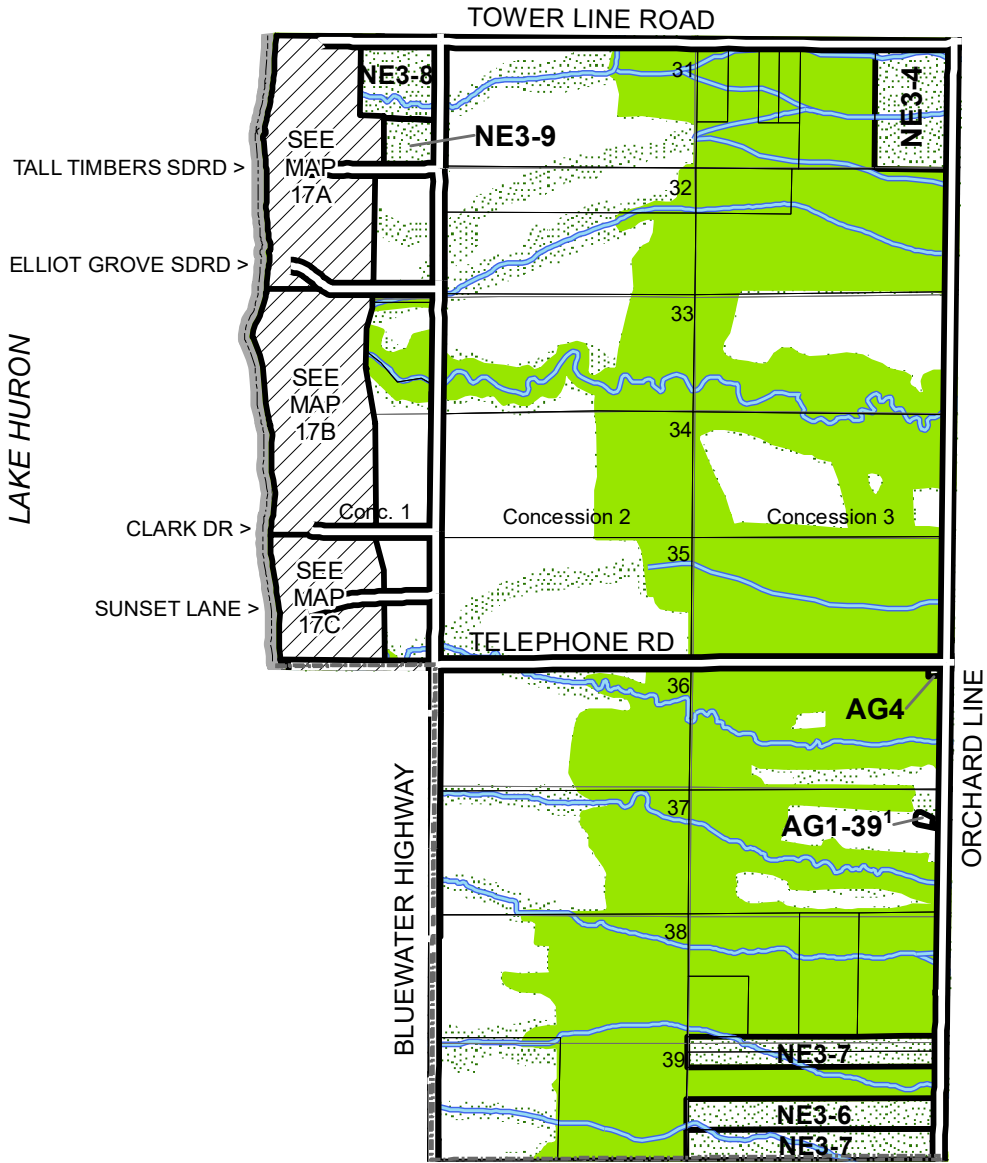 TOWER LINE ROAD
NE3-8
31
NE3-4
NE3-9
SEE
MAP
17A
TALL TIMBERS SDRD >
32
ELLIOT GROVE SDRD >
33
LAKE HURON
SEE
MAP
17B
34
Conc. 1
Concession 2
Concession 3
CLARK DR >
35
SEE
MAP
17C
SUNSET LANE >
TELEPHONE RD
36
AG4
ORCHARD LINE
BLUEWATER HIGHWAY
37
AG1-39¹
38
39
NE3-7
NE3-6
NE3-7